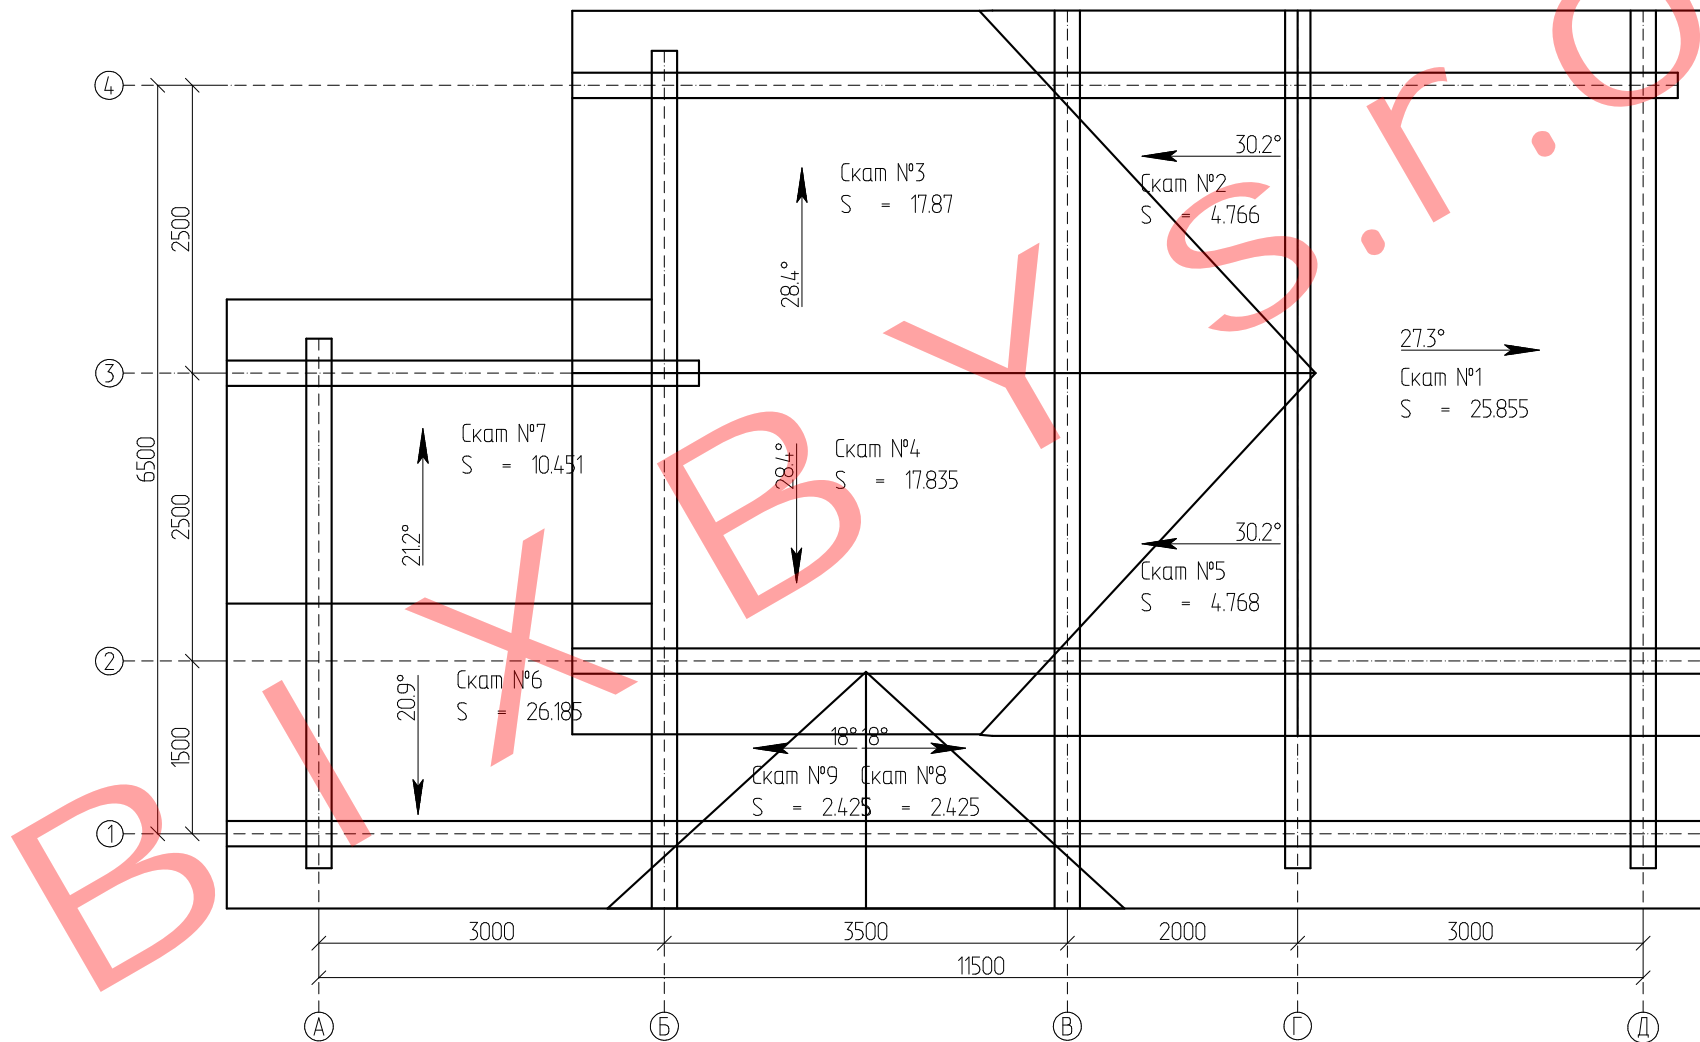 4
30.2°
Скат №3
S = 17.87
Скат №2
S = 4.766
2500
28.4°
27.3°
3
Скат №1
S = 25.855
Скат №7
S = 10.451
Скат №4
S = 17.835
28.4°
6500
2500
21.2°
30.2°
Скат №5
S = 4.768
2
20.9°
Скат №6
S = 26.185
1500
18° 18°
Скат №9 Скат №8
S = 2.425 S = 2.425
1
3000 3500 2000 3000
11500
А Б В Г Д
BIXBYS.r.o